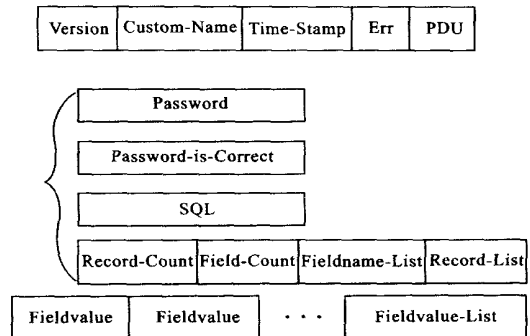 Version Custom-Name Time-Stamp Err PDU
Password
Password-is-Correct
SQL
Record-Count Field-Count Fieldname-List Record-List
Fieldvalue Fieldvalue · · · Fieldvalue-List